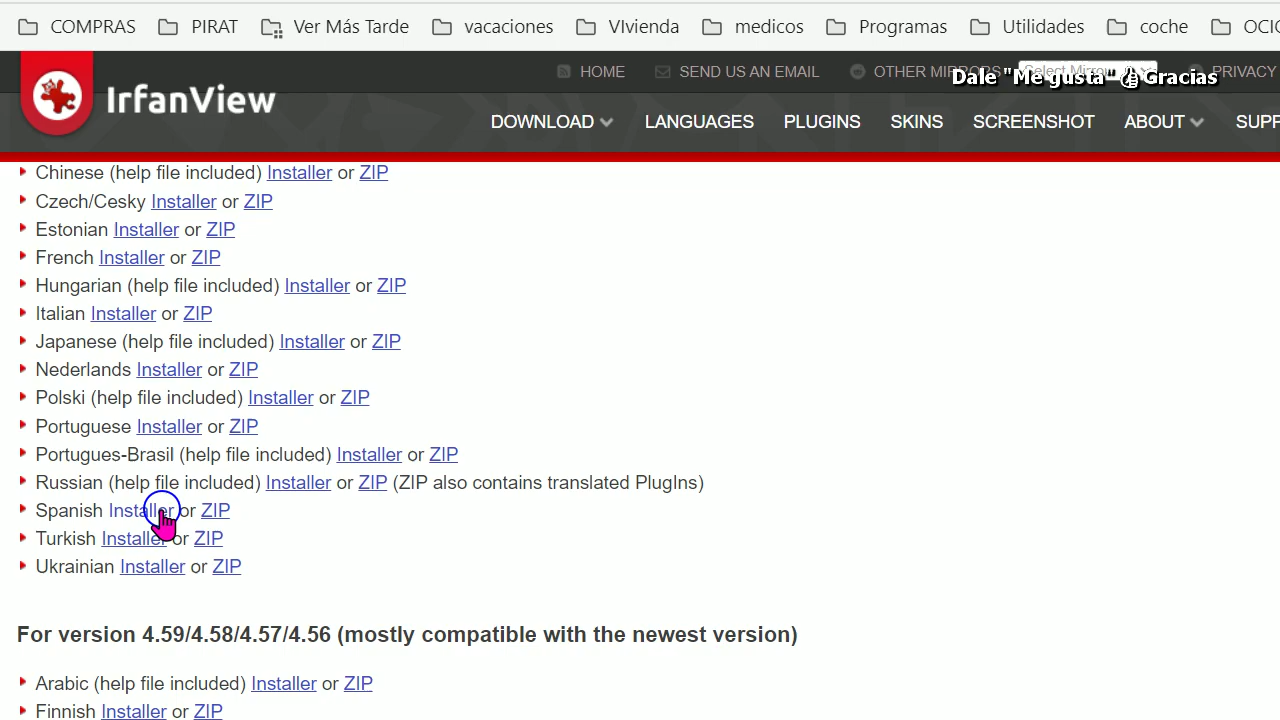 COMPRAS PIRAT Ver Más Tarde vacaciones VIvienda medicos Programas Utilidades coche OCIO
HOME SEND US AN EMAIL OTHER MIRRORS PRIVACY
Dale "Me gusta" Gracias
IrfanView
DOWNLOAD LANGUAGES PLUGINS SKINS SCREENSHOT ABOUT SUPP
Chinese (help file included) Installer or ZIP
Czech/Cesky Installer or ZIP
Estonian Installer or ZIP
French Installer or ZIP
Hungarian (help file included) Installer or ZIP
Italian Installer or ZIP
Japanese (help file included) Installer or ZIP
Nederlands Installer or ZIP
Polski (help file included) Installer or ZIP
Portuguese Installer or ZIP
Portugues-Brasil (help file included) Installer or ZIP
Russian (help file included) Installer or ZIP (ZIP also contains translated PlugIns)
Spanish Installer or ZIP
Turkish Installer or ZIP
Ukrainian Installer or ZIP
For version 4.59/4.58/4.57/4.56 (mostly compatible with the newest version)
Arabic (help file included) Installer or ZIP
Finnish Installer or ZIP